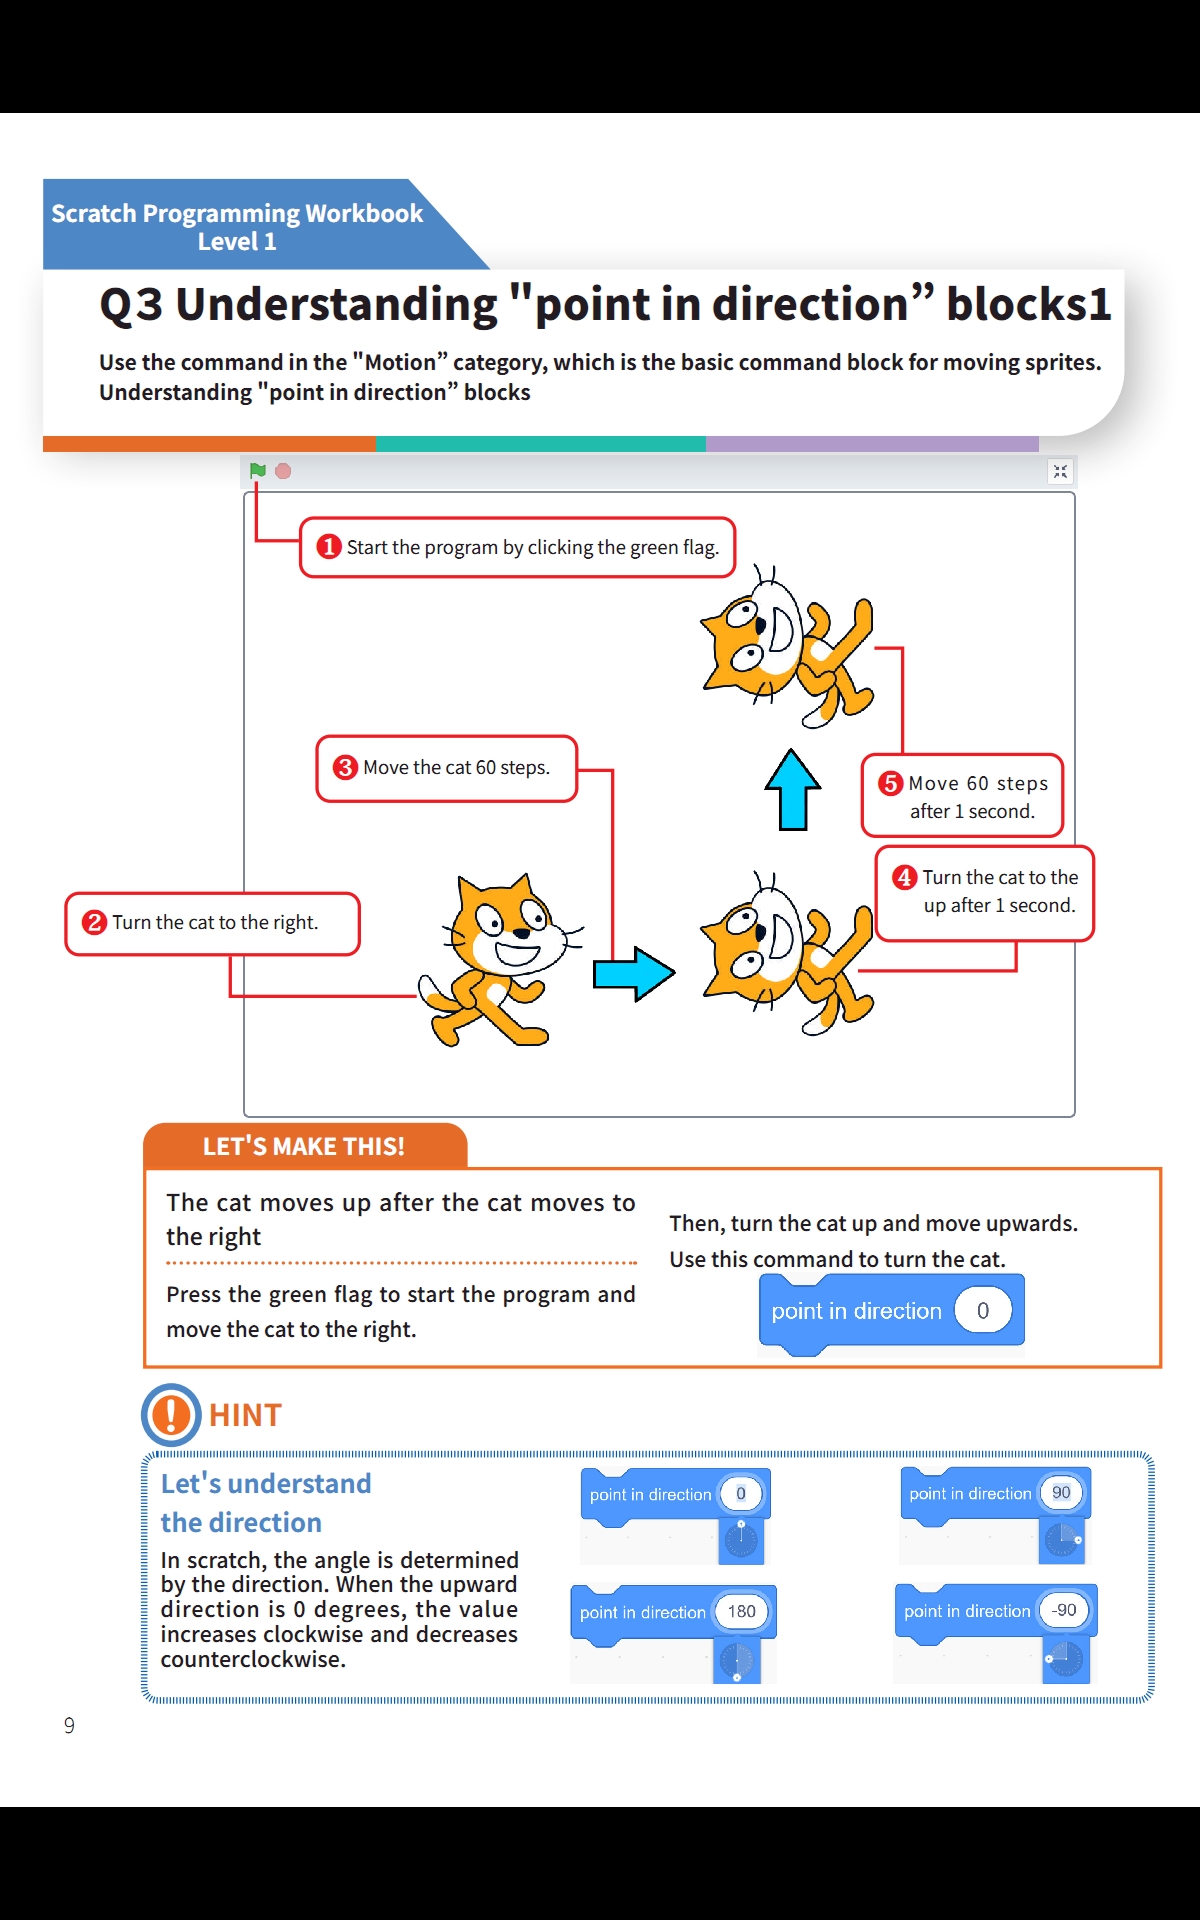 Scratch Programming Workbook
Level 1
Q3 Understanding "point in direction” blocks1
Use the command in the "Motion” category, which is the basic command block for moving sprites.
Understanding "point in direction” blocks
1 Start the program by clicking the green flag.
3 Move the cat 60 steps.
5 Move 60 steps
after 1 second.
4 Turn the cat to the
up after 1 second.
2 Turn the cat to the right.
LET'S MAKE THIS!
The cat moves up after the cat moves to
the right
Press the green flag to start the program and
move the cat to the right.
Then, turn the cat up and move upwards.
Use this command to turn the cat.
point in direction 0
! HINT
Let's understand
the direction
In scratch, the angle is determined
by the direction. When the upward
direction is 0 degrees, the value
increases clockwise and decreases
counterclockwise.
point in direction 0
point in direction 90
point in direction 180
point in direction -90
9